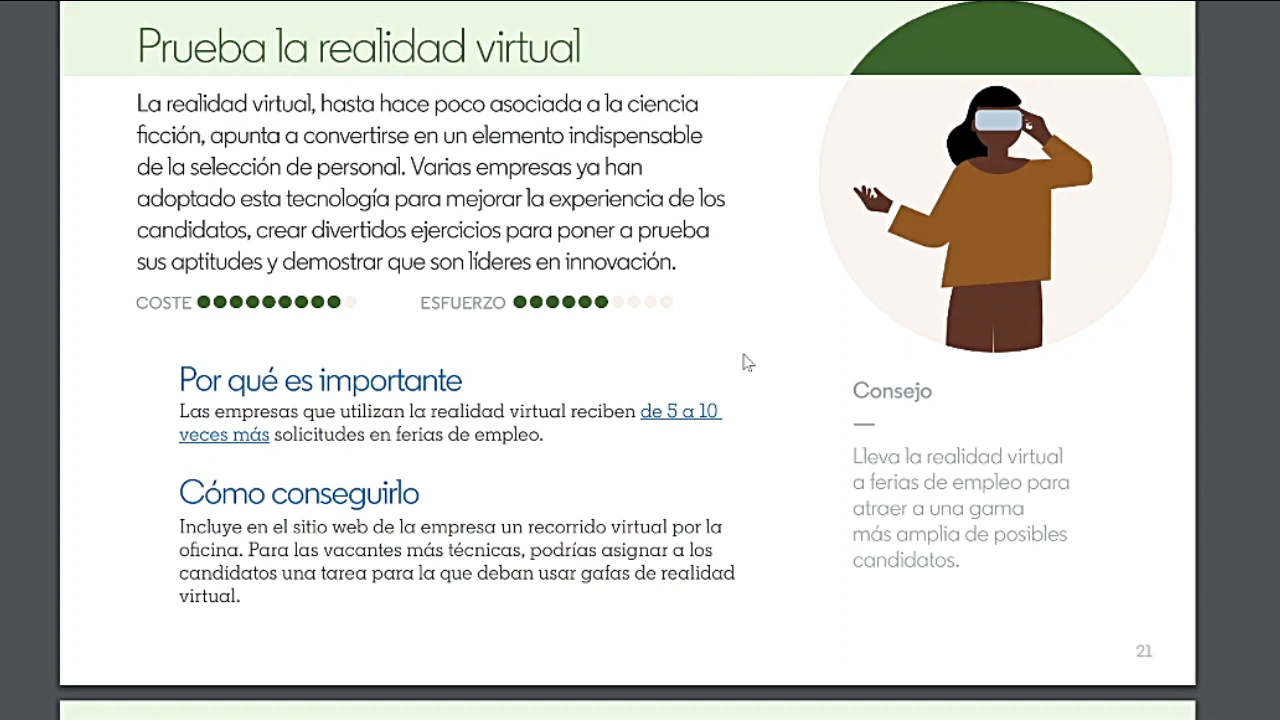 Prueba la realidad virtual
La realidad virtual, hasta hace poco asociada a la ciencia
ficción, apunta a convertirse en un elemento indispensable
de la selección de personal. Varias empresas ya han
adoptado esta tecnología para mejorar la experiencia de los
candidatos, crear divertidos ejercicios para poner a prueba
sus aptitudes y demostrar que son líderes en innovación.
COSTE
ESFUERZO
Por qué es importante
Las empresas que utilizan la realidad virtual reciben de 5 a 10
veces más solicitudes en ferias de empleo.
Cómo conseguirlo
Incluye en el sitio web de la empresa un recorrido virtual por la
oficina. Para las vacantes más técnicas, podrías asignar a los
candidatos una tarea para la que deban usar gafas de realidad
virtual.
Consejo
Lleva la realidad virtual
a ferias de empleo para
atraer a una gama
más amplia de posibles
candidatos.
21